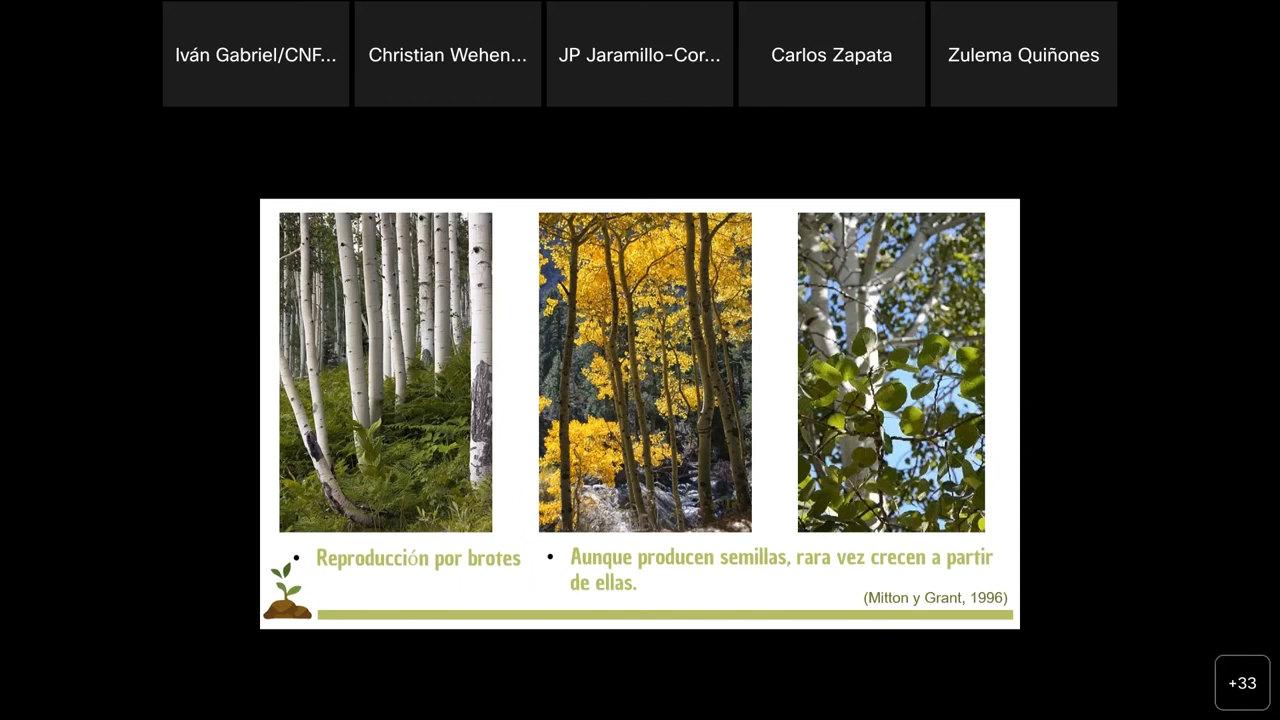 Iván Gabriel/CNF...
Christian Wehen...
JP Jaramillo-Cor...
Carlos Zapata
Zulema Quiñones
• Reproducción por brotes
• Aunque producen semillas, rara vez crecen a partir
de ellas.
(Mitton y Grant, 1996)
+33